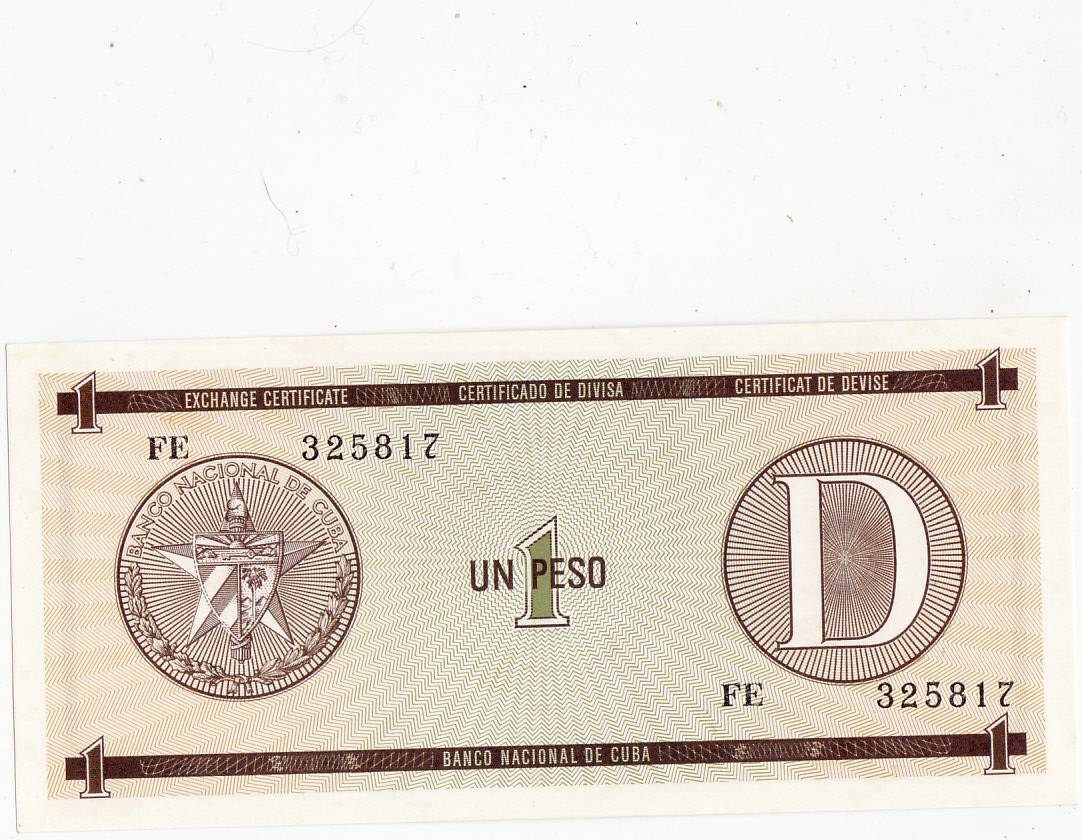 1 EXCHANGE CERTIFICATE CERTIFICADO DE DIVISA CERTIFICAT DE DEVISE 1
FE 325817
BANCO NACIONAL DE CUBA
UN PESO
1
D
FE 325817
1 BANCO NACIONAL DE CUBA 1